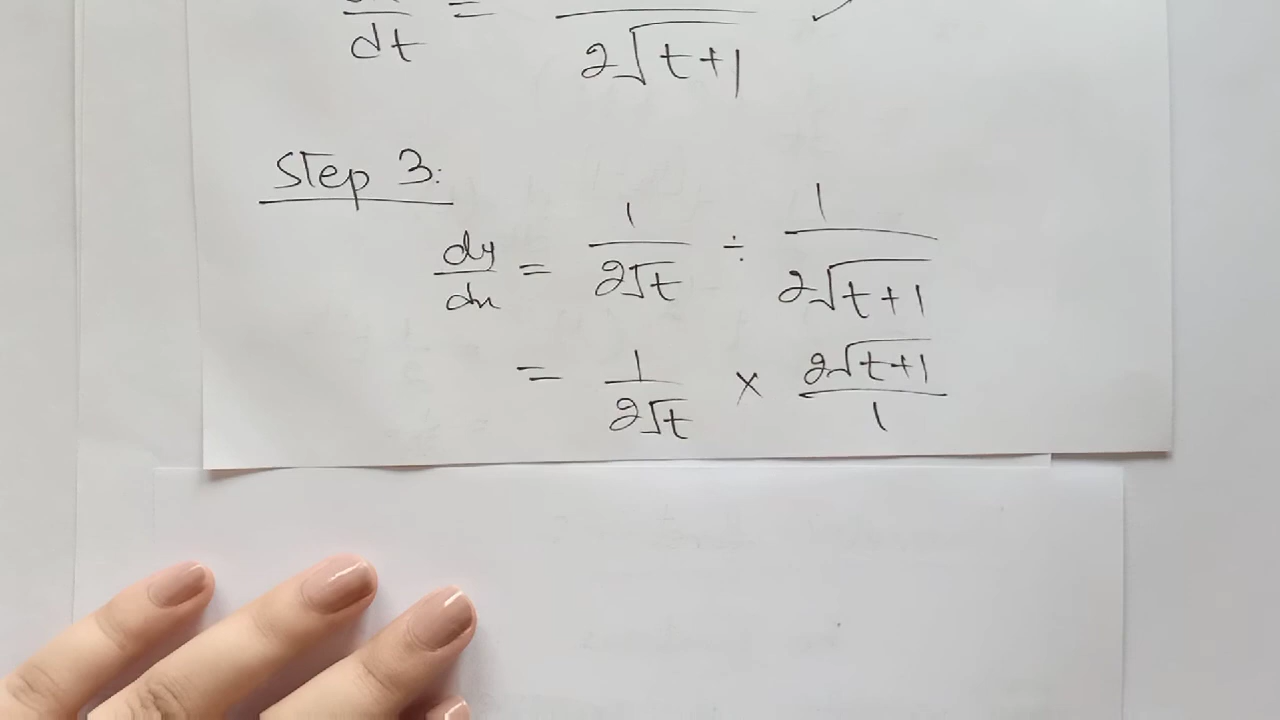 dt = 2√t+1 ✓
Step 3:
dy/dx = 1/2√t ÷ 1/2√t+1
= 1/2√t × 2√t+1/1